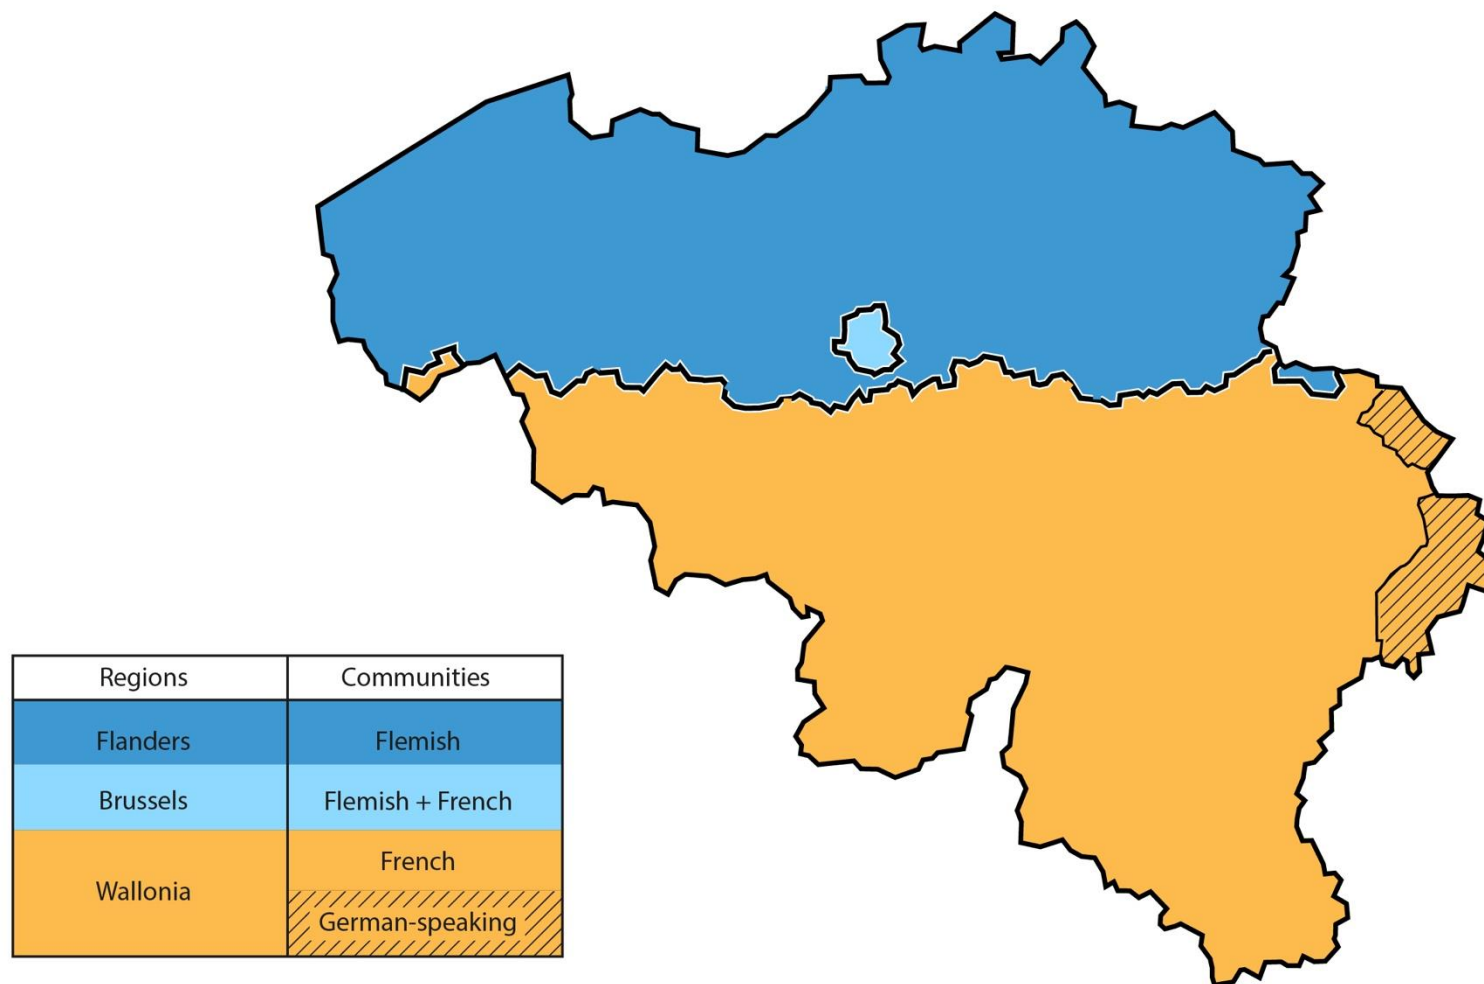 Regions Communities
Flanders Flemish
Brussels Flemish + French
Wallonia
French
German-speaking